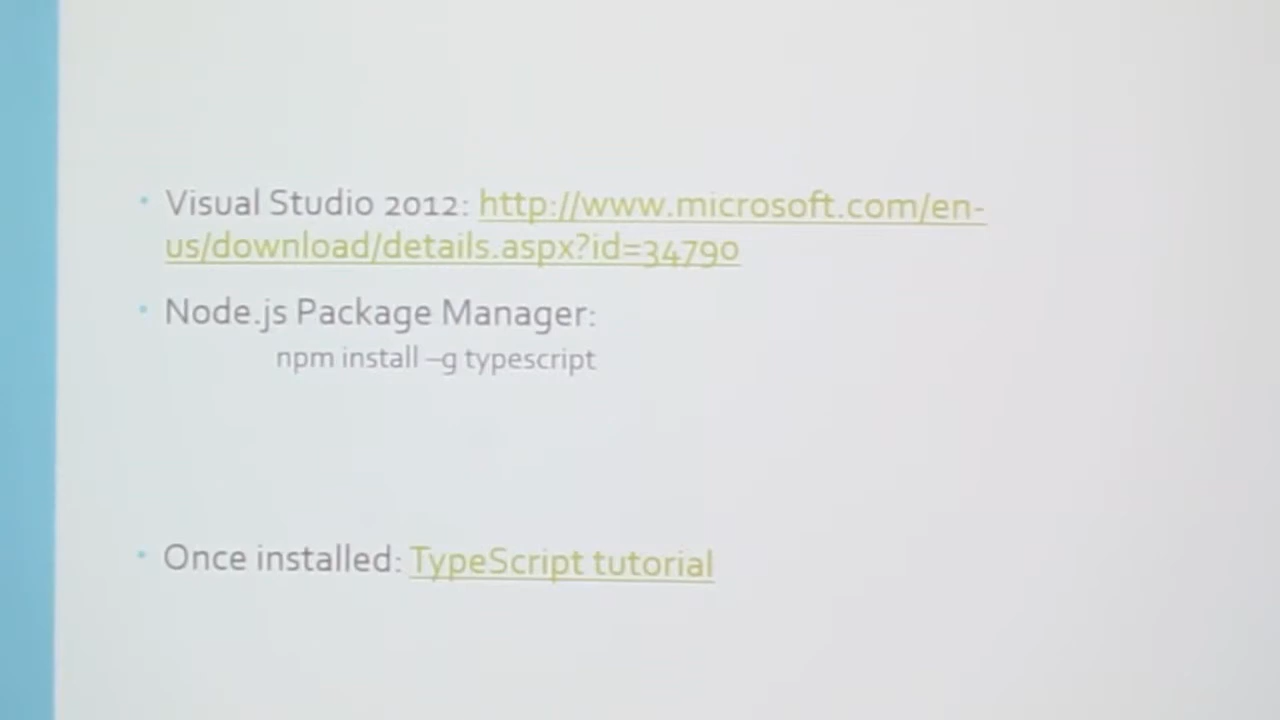 • Visual Studio 2012: http://www.microsoft.com/en-
us/download/details.aspx?id=34790
• Node.js Package Manager:
npm install –g typescript
• Once installed: TypeScript tutorial